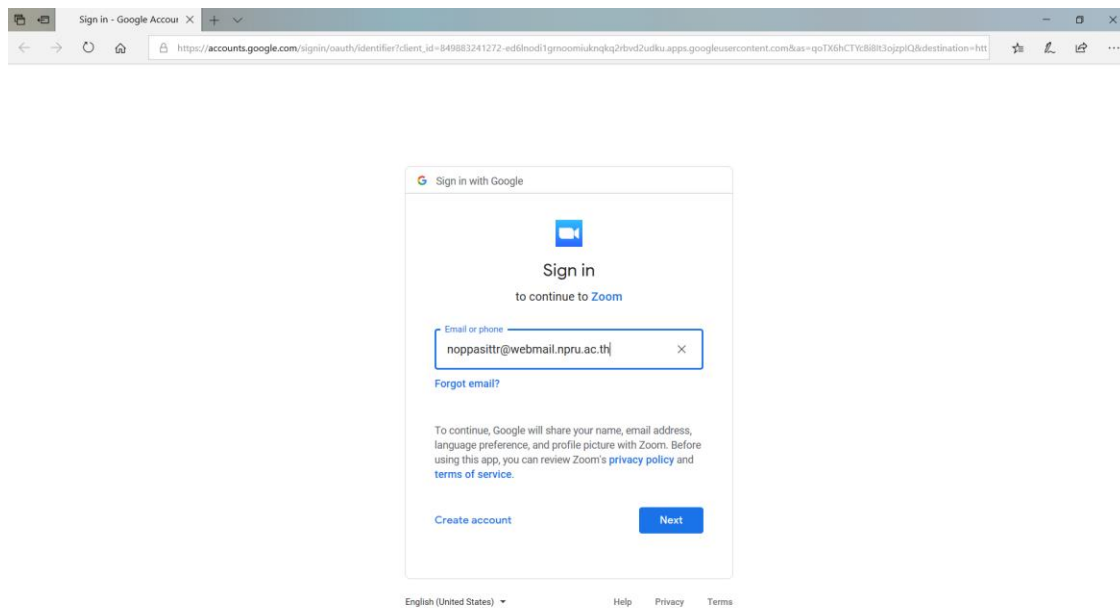 Sign in - Google Accour
https://accounts.google.com/signin/oauth/identifier?client_id=849883241272-ed6lnodi1grnoomiuknqkq2rbvd2udku.apps.googleusercontent.com&as=qoTX6hCTYc8i8It3ojzpIQ&destination=htt
Sign in with Google
Sign in
to continue to Zoom
Email or phone
noppasittr@webmail.npru.ac.th
Forgot email?
To continue, Google will share your name, email address,
language preference, and profile picture with Zoom. Before
using this app, you can review Zoom's privacy policy and
terms of service.
Create account
Next
English (United States)
Help Privacy Terms